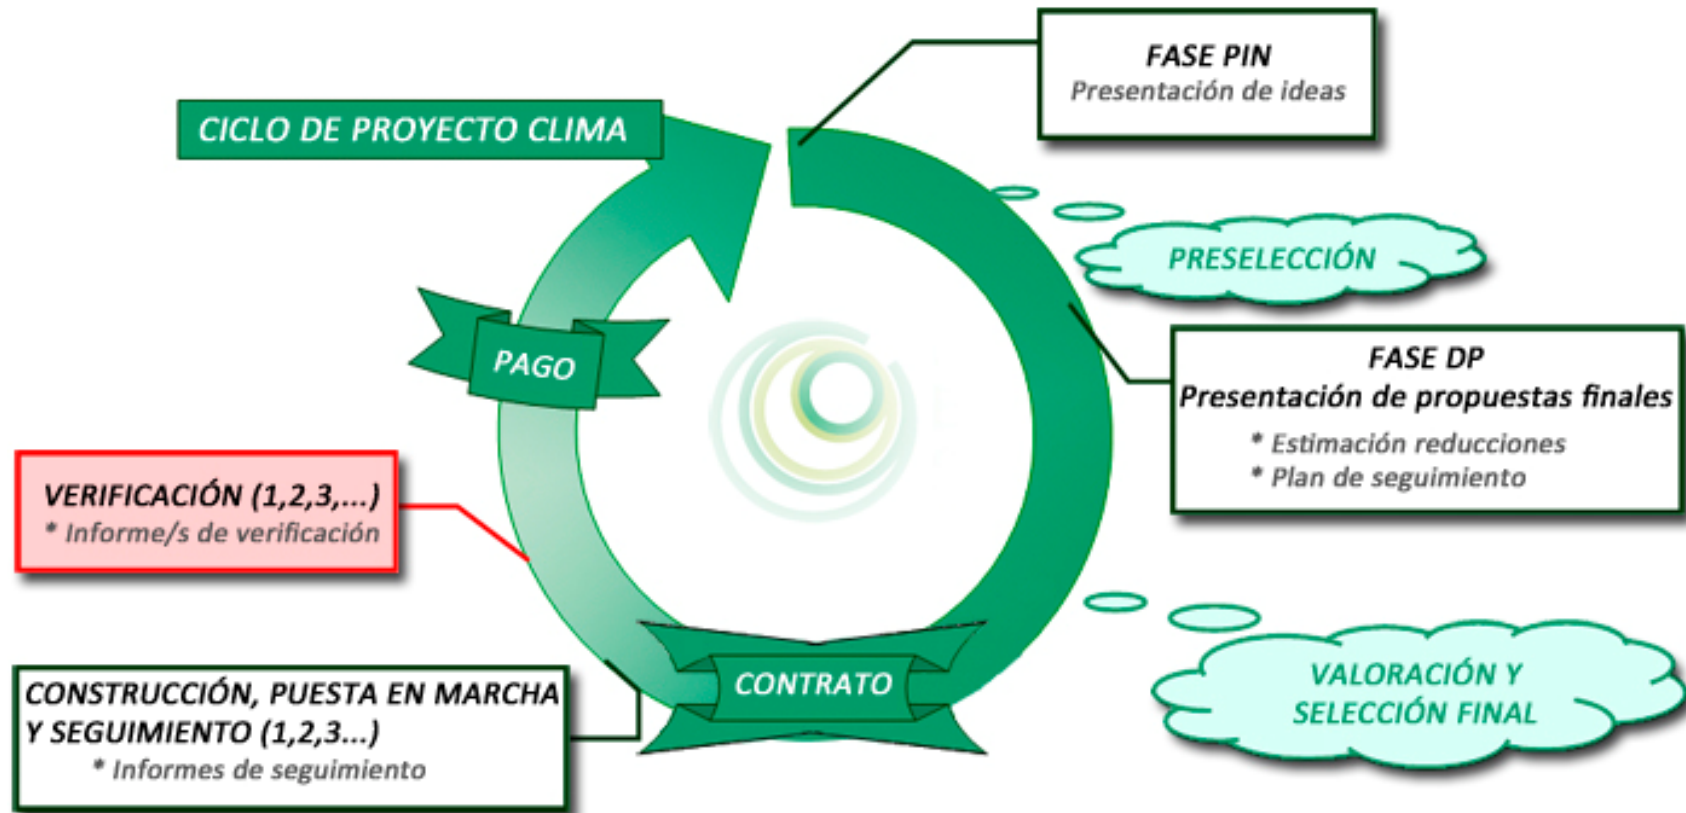 CICLO DE PROYECTO CLIMA
FASE PIN
Presentación de ideas
PRESELECCIÓN
FASE DP
Presentación de propuestas finales
* Estimación reducciones
* Plan de seguimiento
VALORACIÓN Y
SELECCIÓN FINAL
CONTRATO
CONSTRUCCIÓN, PUESTA EN MARCHA
Y SEGUIMIENTO (1,2,3...)
* Informes de seguimiento
VERIFICACIÓN (1,2,3,...)
* Informe/s de verificación
PAGO